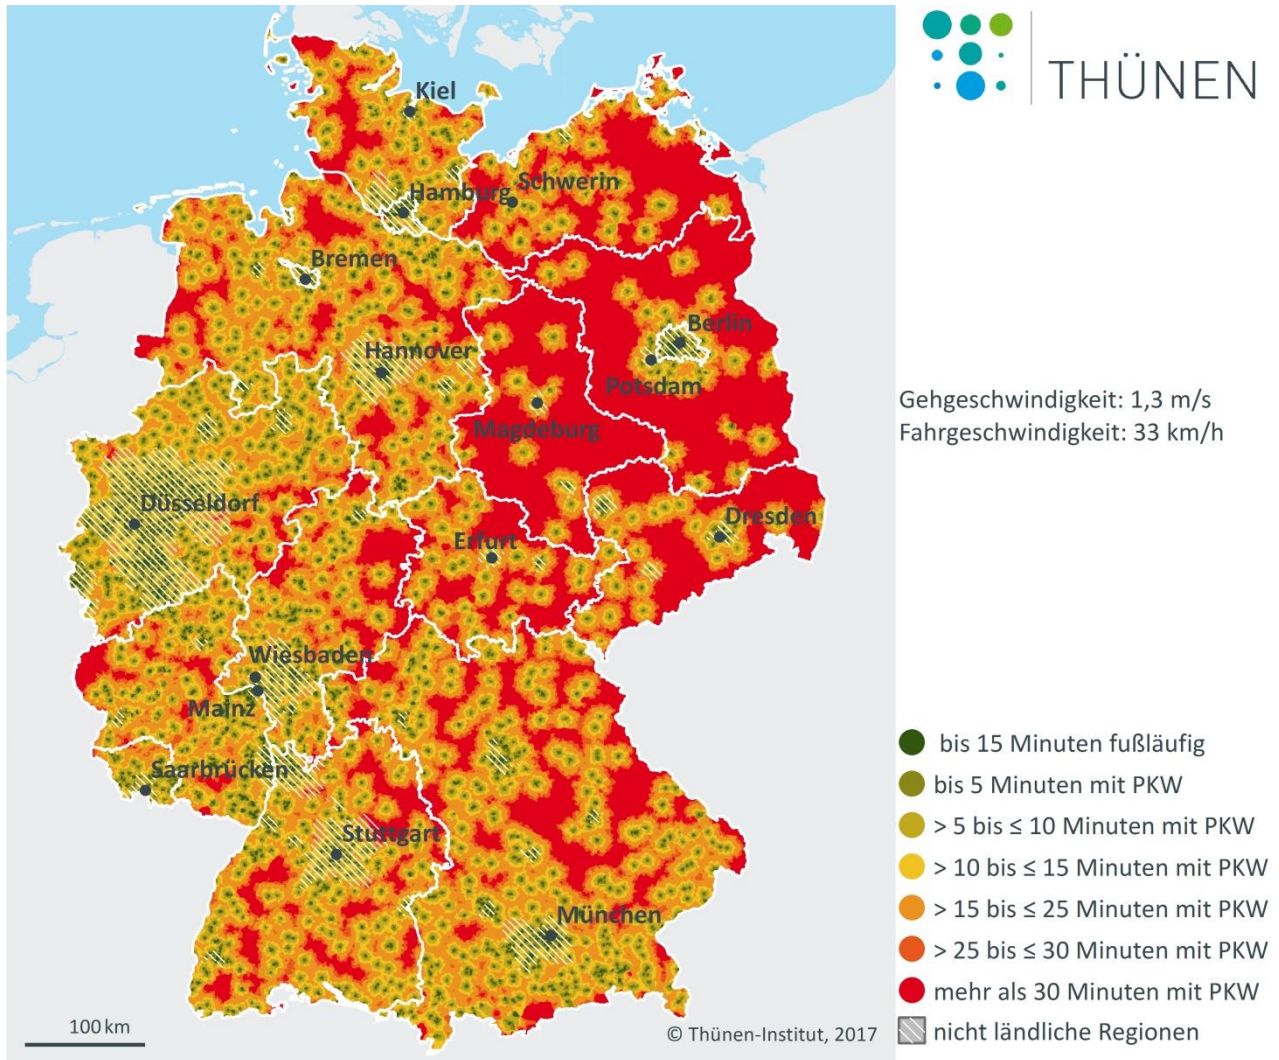 THÜNEN
Kiel
Schwerin
Hamburg
Bremen
Berlin
Hannover
Potsdam
Magdeburg
Gehgeschwindigkeit: 1,3 m/s
Fahrgeschwindigkeit: 33 km/h
Düsseldorf
Dresden
Erfurt
Wiesbaden
Mainz
Saarbrücken
Stuttgart
München
bis 15 Minuten fußläufig
bis 5 Minuten mit PKW
> 5 bis ≤ 10 Minuten mit PKW
> 10 bis ≤ 15 Minuten mit PKW
> 15 bis ≤ 25 Minuten mit PKW
> 25 bis ≤ 30 Minuten mit PKW
mehr als 30 Minuten mit PKW
nicht ländliche Regionen
100 km
© Thünen-Institut, 2017